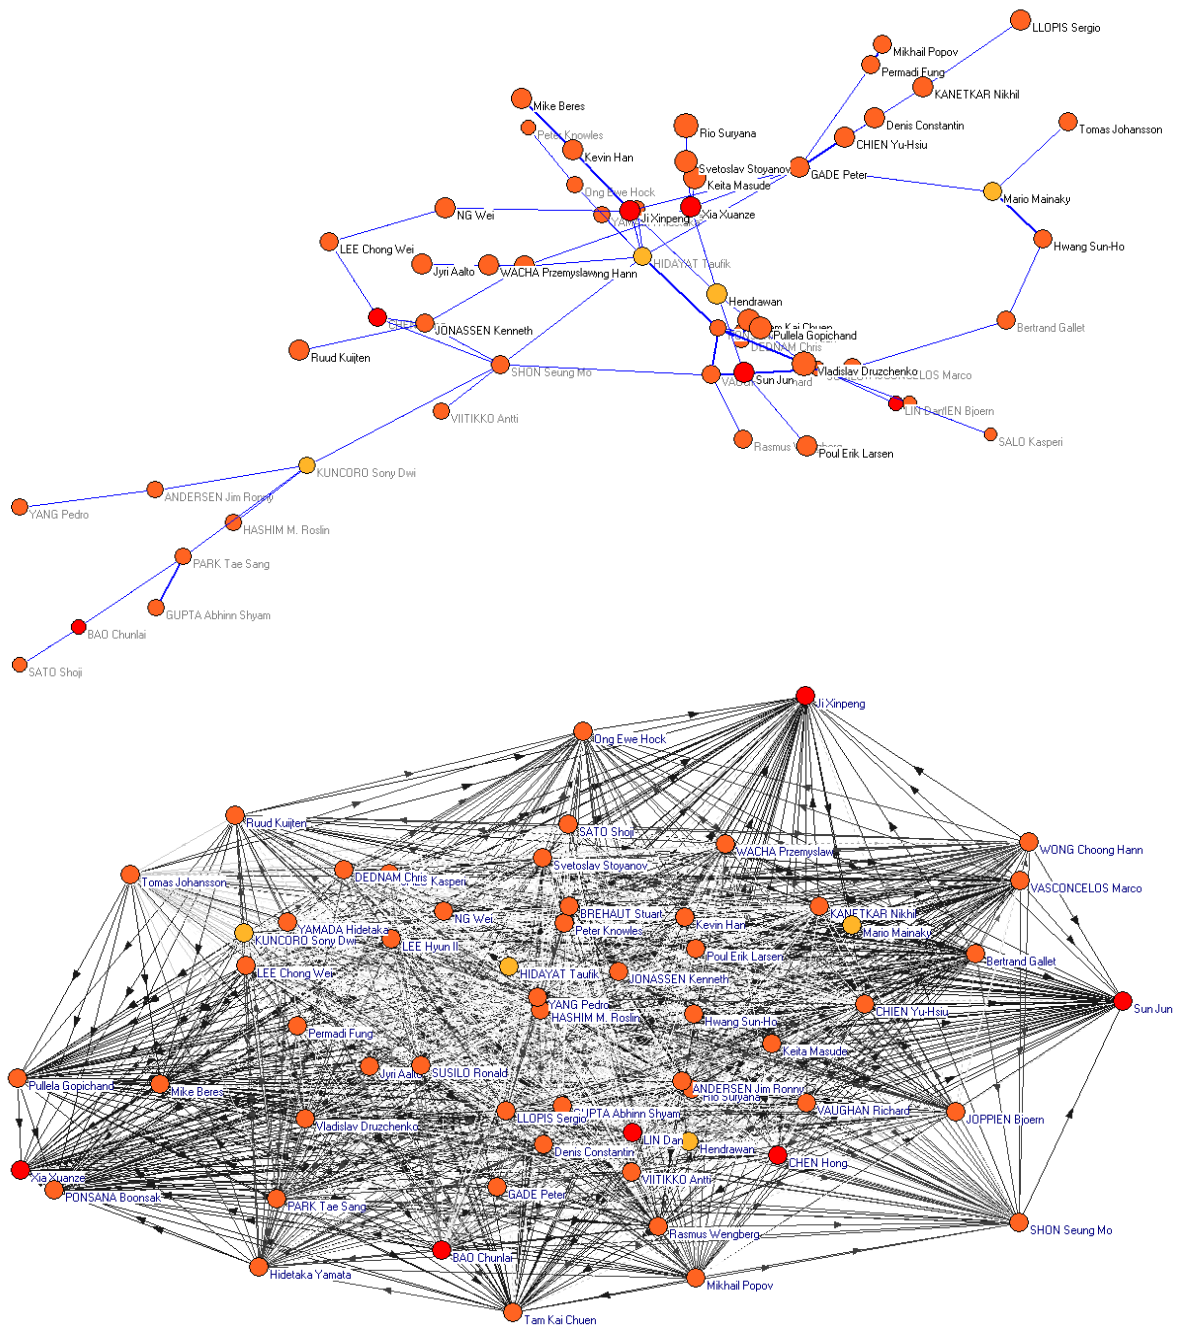 LLOPIS Sergio
Mikhail Popov
Permadi Fung
KANETKAR Nikhil
Mike Beres
Denis Constantin
Tomas Johansson
Peter Knowles
Rio Suryana
CHIEN Yu-Hsiu
Kevin Han
Svetoslav Stoyanov
GADE Peter
Keita Masude
Ong Ewe Hock
Mario Mainaky
NG Wei
Ji Xinpeng
Xia Xuanze
LEE Chong Wei
Hwang Sun-Ho
HIDAYAT Taufik
Jyri Aalto
WACHA Przemyslaw
ng Hann
Hendrawan
JONASSEN Kenneth
Bertrand Gallet
Pullela Gopichand
DEDNAM Chris
Ruud Kuijten
SHON Seung Mo
Vladislav Druzchenko
Marco
Sun Jun
VIITIKKO Antti
LIN Dan
Bjoern
SALO Kasperi
Poul Erik Larsen
KUNCORO Sony Dwi
ANDERSEN Jim Ronny
YANG Pedro
HASHIM M. Roslin
PARK Tae Sang
GUPTA Abhinn Shyam
BAO Chunlai
SATO Shoji
Ji Xinpeng
Ong Ewe Hock
Ruud Kuijten
SATO Shoji
WACHA Przemyslaw
WONG Choong Hann
Svetoslav Stoyanov
DEDNAM Chris
Kasperi
Tomas Johansson
VASCONCELOS Marco
NG Wei
BREHAUT Stuart
KANETKAR Nikhil
YAMADA Hidetaka
Peter Knowles
Kevin Han
Mario Mainaky
KUNCORO Sony Dwi
LEE Hyun Il
Poul Erik Larsen
Bertrand Gallet
LEE Chong Wei
HIDAYAT Taufik
JONASSEN Kenneth
YANG Pedro
HASHIM M. Roslin
Hwang Sun-Ho
CHIEN Yu-Hsiu
Sun Jun
Permadi Fung
Keita Masude
Jyri Aalto
SUSILO Ronald
Pullela Gopichand
Mike Beres
ANDERSEN Jim Ronny
Rio Suryana
LLOPIS Sergio
GUPTA Abhinn Shyam
VAUGHAN Richard
JOPPIEN Bjoern
Vladislav Druzchenko
LIN Dan
Denis Constantin
Hendrawan
CHEN Hong
Xia Xuanze
VIITIKKO Antti
PONSANA Boonsak
GADE Peter
PARK Tae Sang
Rasmus Wengberg
SHON Seung Mo
BAO Chunlai
Hidetaka Yamata
Mikhail Popov
Tam Kai Chuen